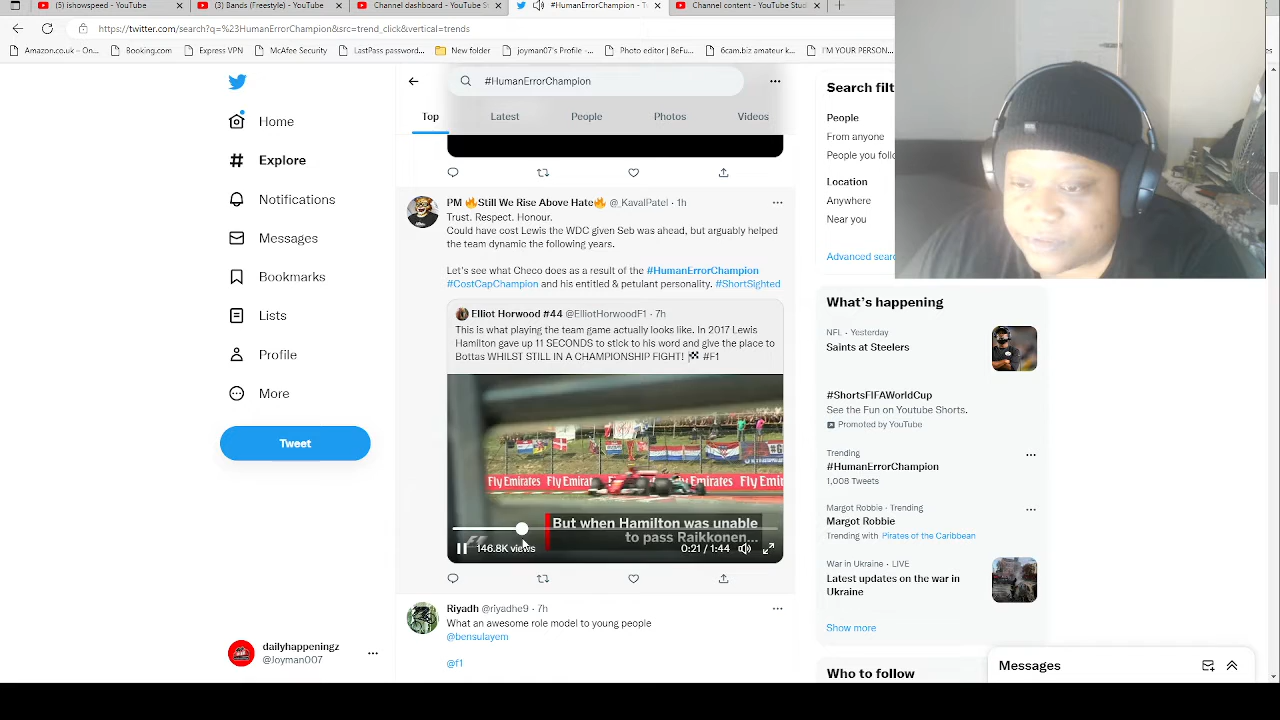 (5) ishowspeed - YouTube
(3) Bands (Freestyle) - YouTube
Channel dashboard - YouTube S
#HumanErrorChampion - T
Channel content - YouTube Stud
https://twitter.com/search?q=%23HumanErrorChampion&src=trend_click&vertical=trends
Amazon.co.uk – On...
Booking.com
Express VPN
McAfee Security
LastPass password...
New folder
joyman07's Profile -...
Photo editor | BeFu...
6cam.biz amateur k...
I'M YOUR PERSON...
#HumanErrorChampion
Top
Latest
People
Photos
Videos
Home
Explore
Notifications
Messages
Bookmarks
Lists
Profile
More
Tweet
dailyhappeningz
@Joyman007
PM 🔥Still We Rise Above Hate🔥 @_KavalPatel · 1h
Trust. Respect. Honour.
Could have cost Lewis the WDC given Seb was ahead, but arguably helped
the team dynamic the following years.
Let's see what Checo does as a result of the #HumanErrorChampion
#CostCapChampion and his entitled & petulant personality. #ShortSighted
Elliot Horwood #44 @ElliotHorwoodF1 · 7h
This is what playing the team game actually looks like. In 2017 Lewis
Hamilton gave up 11 SECONDS to stick to his word and give the place to
Bottas WHILST STILL IN A CHAMPIONSHIP FIGHT! 🏁 #F1
Fly Emirates
Fly Emirates
Fly Emi
But when Hamilton was unable
to pass Raikkonen...
146.8K views
0:21 / 1:44
Riyadh @riyadhe9 · 7h
What an awesome role model to young people
@bensulayem
@f1
Search filt
People
From anyone
People you foll
Location
Anywhere
Near you
Advanced searc
What's happening
NFL · Yesterday
Saints at Steelers
#ShortsFIFAWorldCup
See the Fun on Youtube Shorts.
Promoted by YouTube
Trending
#HumanErrorChampion
1,008 Tweets
Margot Robbie · Trending
Margot Robbie
Trending with Pirates of the Caribbean
War in Ukraine · LIVE
Latest updates on the war in
Ukraine
Show more
Who to follow
Messages